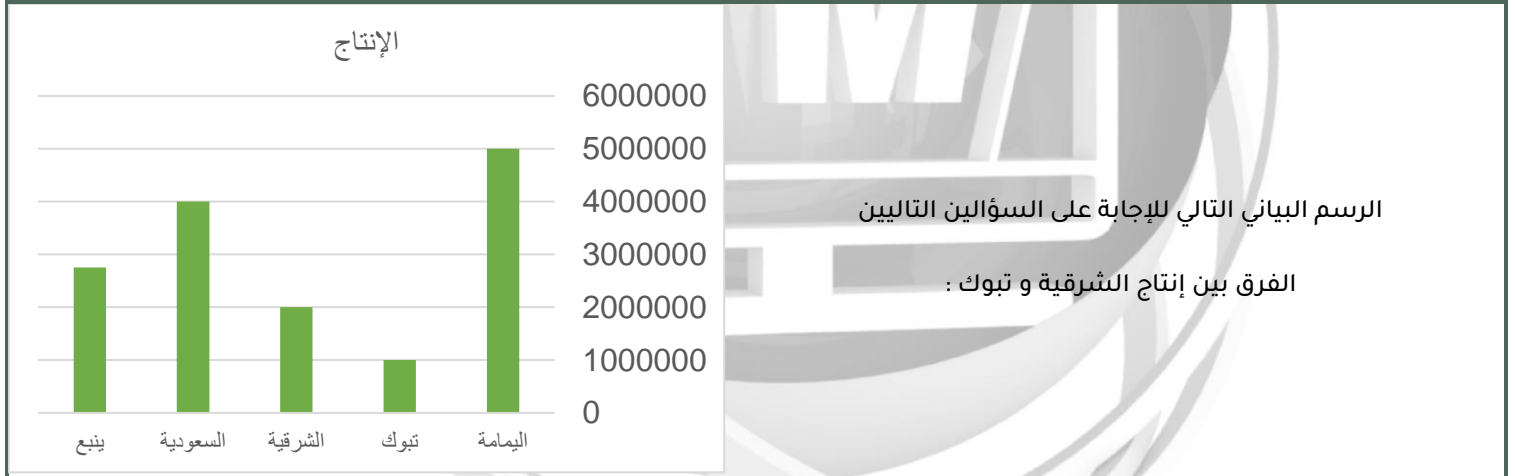 الإنتاج
6000000
5000000
4000000
3000000
2000000
1000000
0
اليمامة تبوك الشرقية السعودية ينبع
الرسم البياني التالي للإجابة على السؤالين التاليين
الفرق بين إنتاج الشرقية و تبوك :